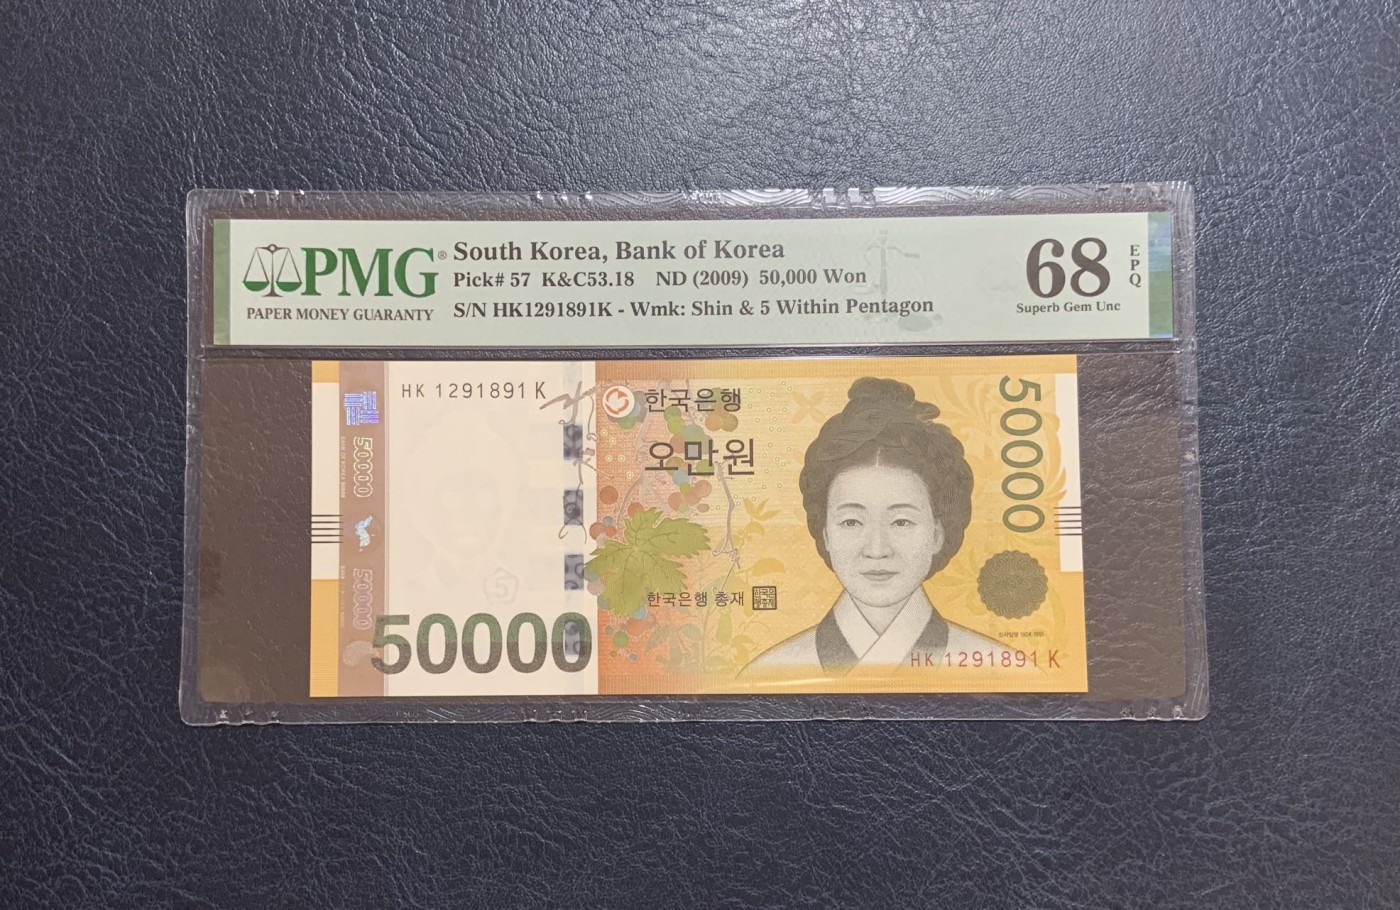 PMG®
PAPER MONEY GUARANTY
South Korea, Bank of Korea
Pick# 57 K&C53.18 ND (2009) 50,000 Won
S/N HK1291891K - Wmk: Shin & 5 Within Pentagon
68
EPQ
Superb Gem Unc
HK 1291891 K
한국은행
오만원
50000
50000
50000
5
한국은행 총재
50000
HK 1291891 K
50000